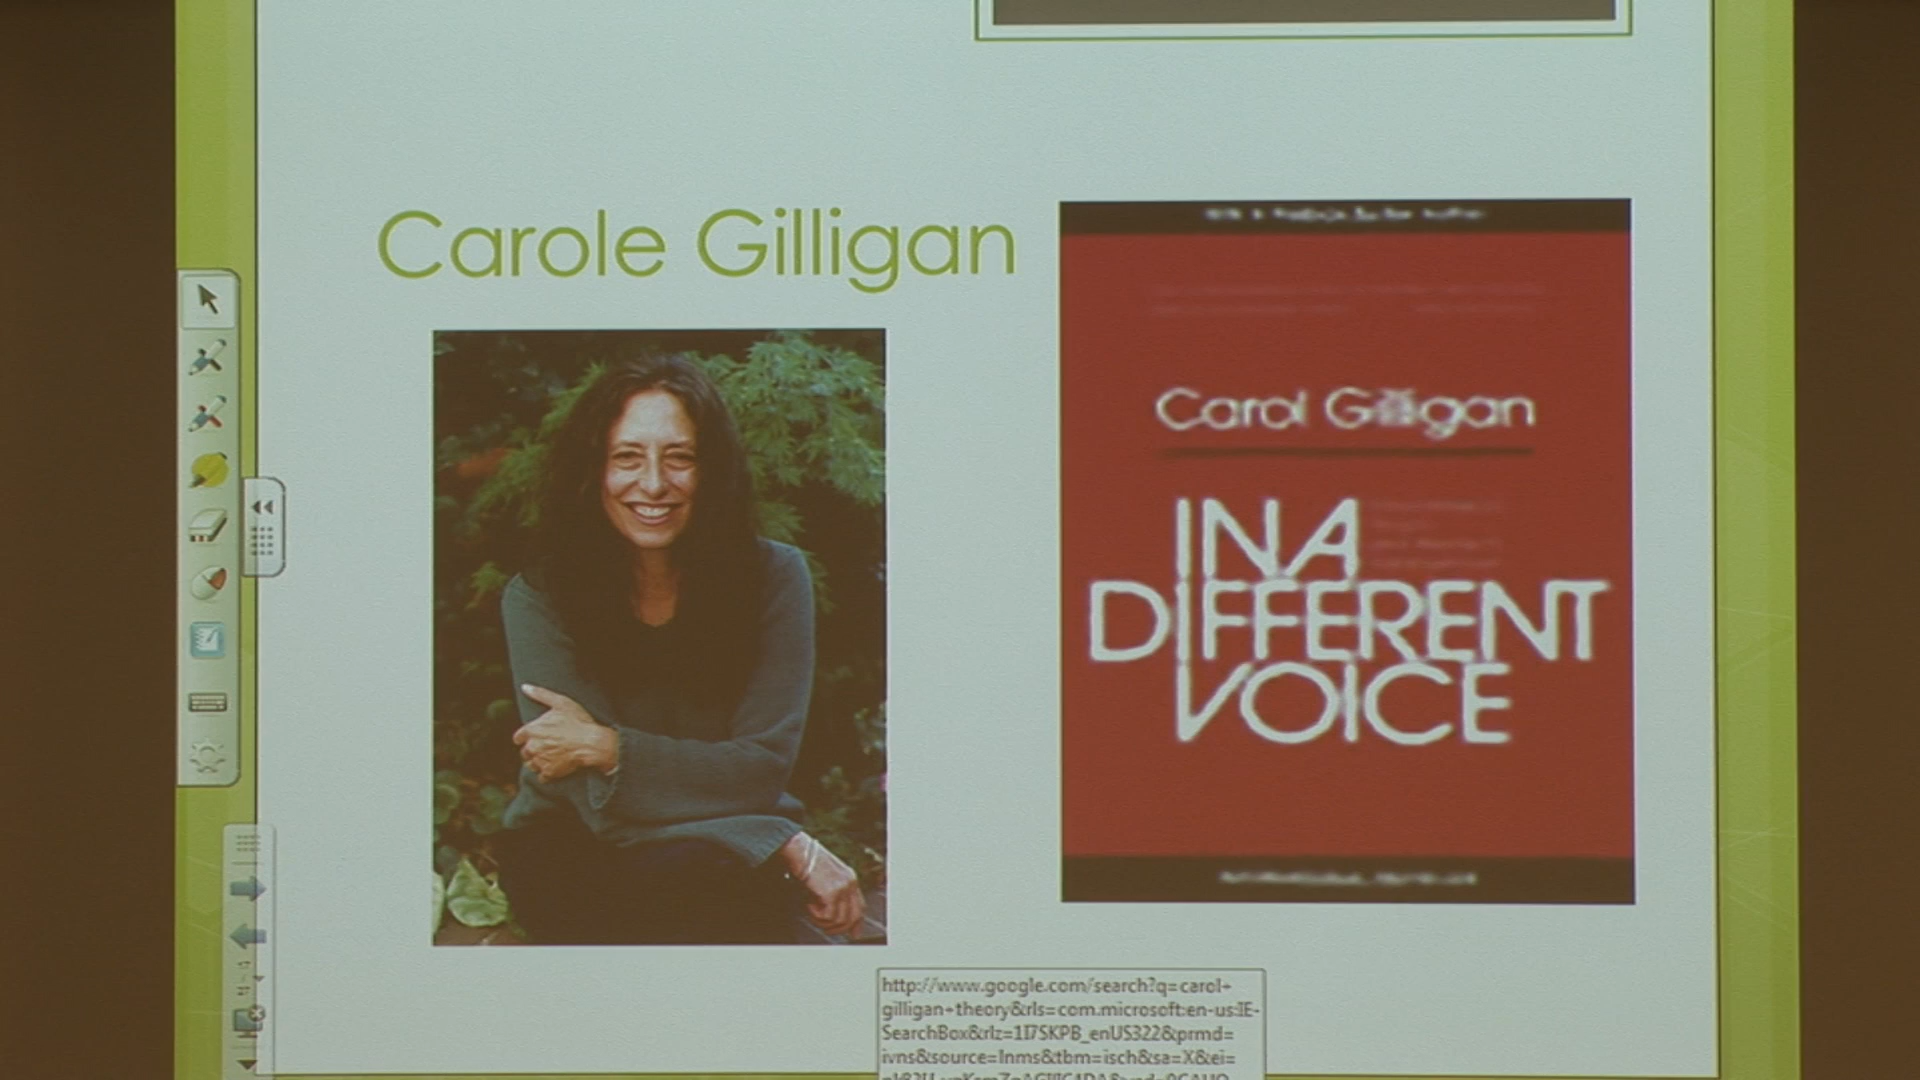 Carole Gilligan
Carol Gilligan
IN A
DIFFERENT
VOICE
http://www.google.com/search?q=carol+
gilligan+theory&rls=com.microsoft:en-us:IE-
SearchBox&rlz=1I7SKPB_enUS322&prmd=
ivns&source=lnms&tbm=isch&sa=X&ei=